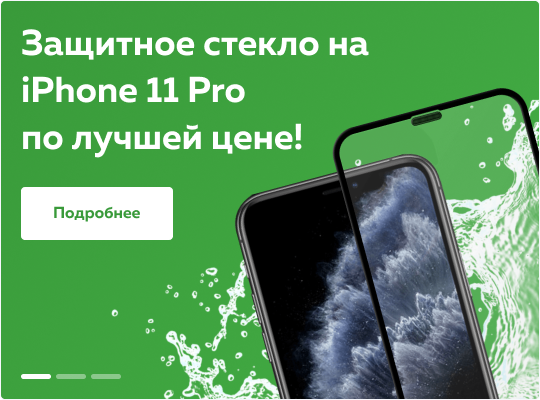 Защитное стекло на
iPhone 11 Pro
по лучшей цене!
Подробнее